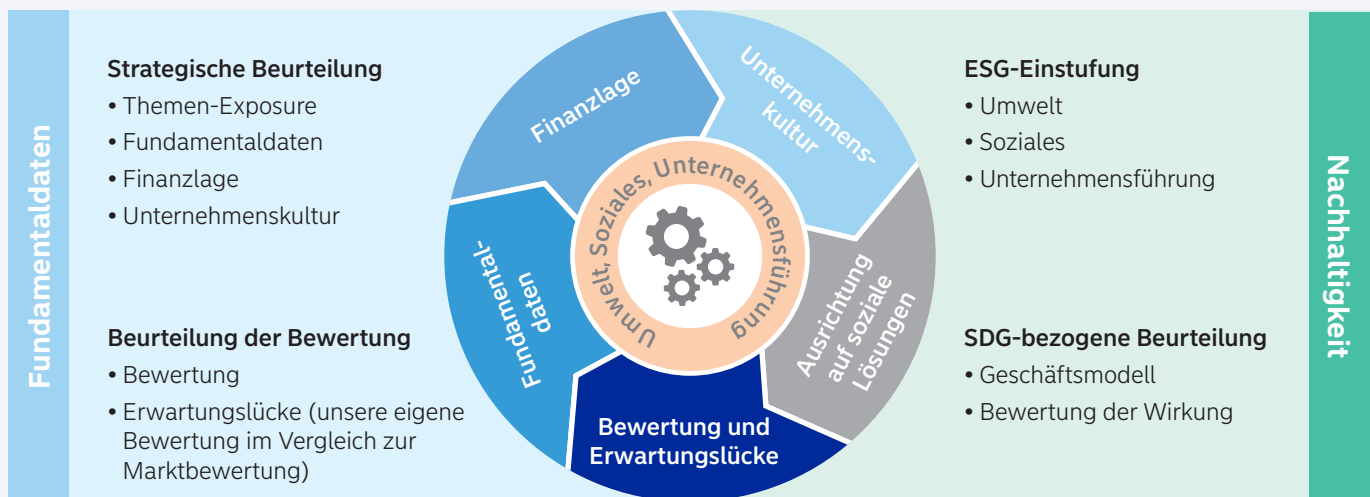 Fundamentaldaten
Strategische Beurteilung
• Themen-Exposure
• Fundamentaldaten
• Finanzlage
• Unternehmenskultur
Beurteilung der Bewertung
• Bewertung
• Erwartungslücke (unsere eigene
Bewertung im Vergleich zur
Marktbewertung)
Finanzlage
Unternehmens-
kultur
Fundamental-
daten
Umwelt, Soziales, Unternehmensführung
Ausrichtung
auf soziale
Lösungen
Bewertung und
Erwartungslücke
ESG-Einstufung
• Umwelt
• Soziales
• Unternehmensführung
SDG-bezogene Beurteilung
• Geschäftsmodell
• Bewertung der Wirkung
Nachhaltigkeit